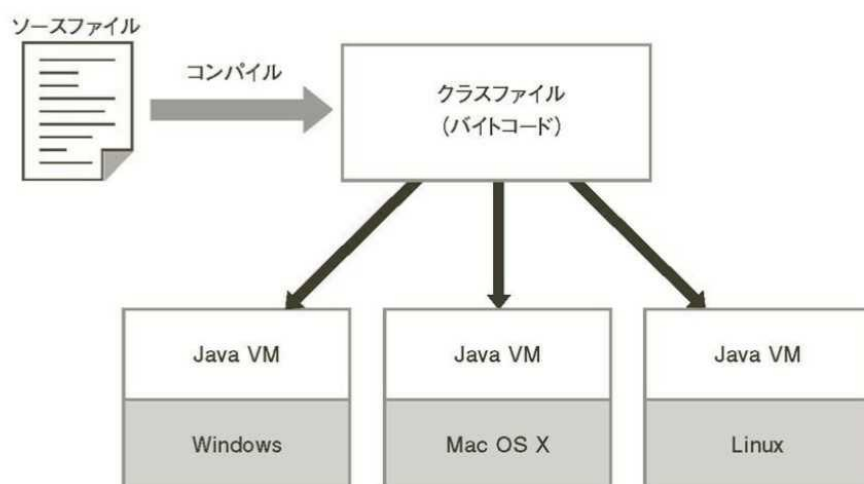 ソースファイル
コンパイル
クラスファイル
(バイトコード)
Java VM
Java VM
Java VM
Windows
Mac OS X
Linux